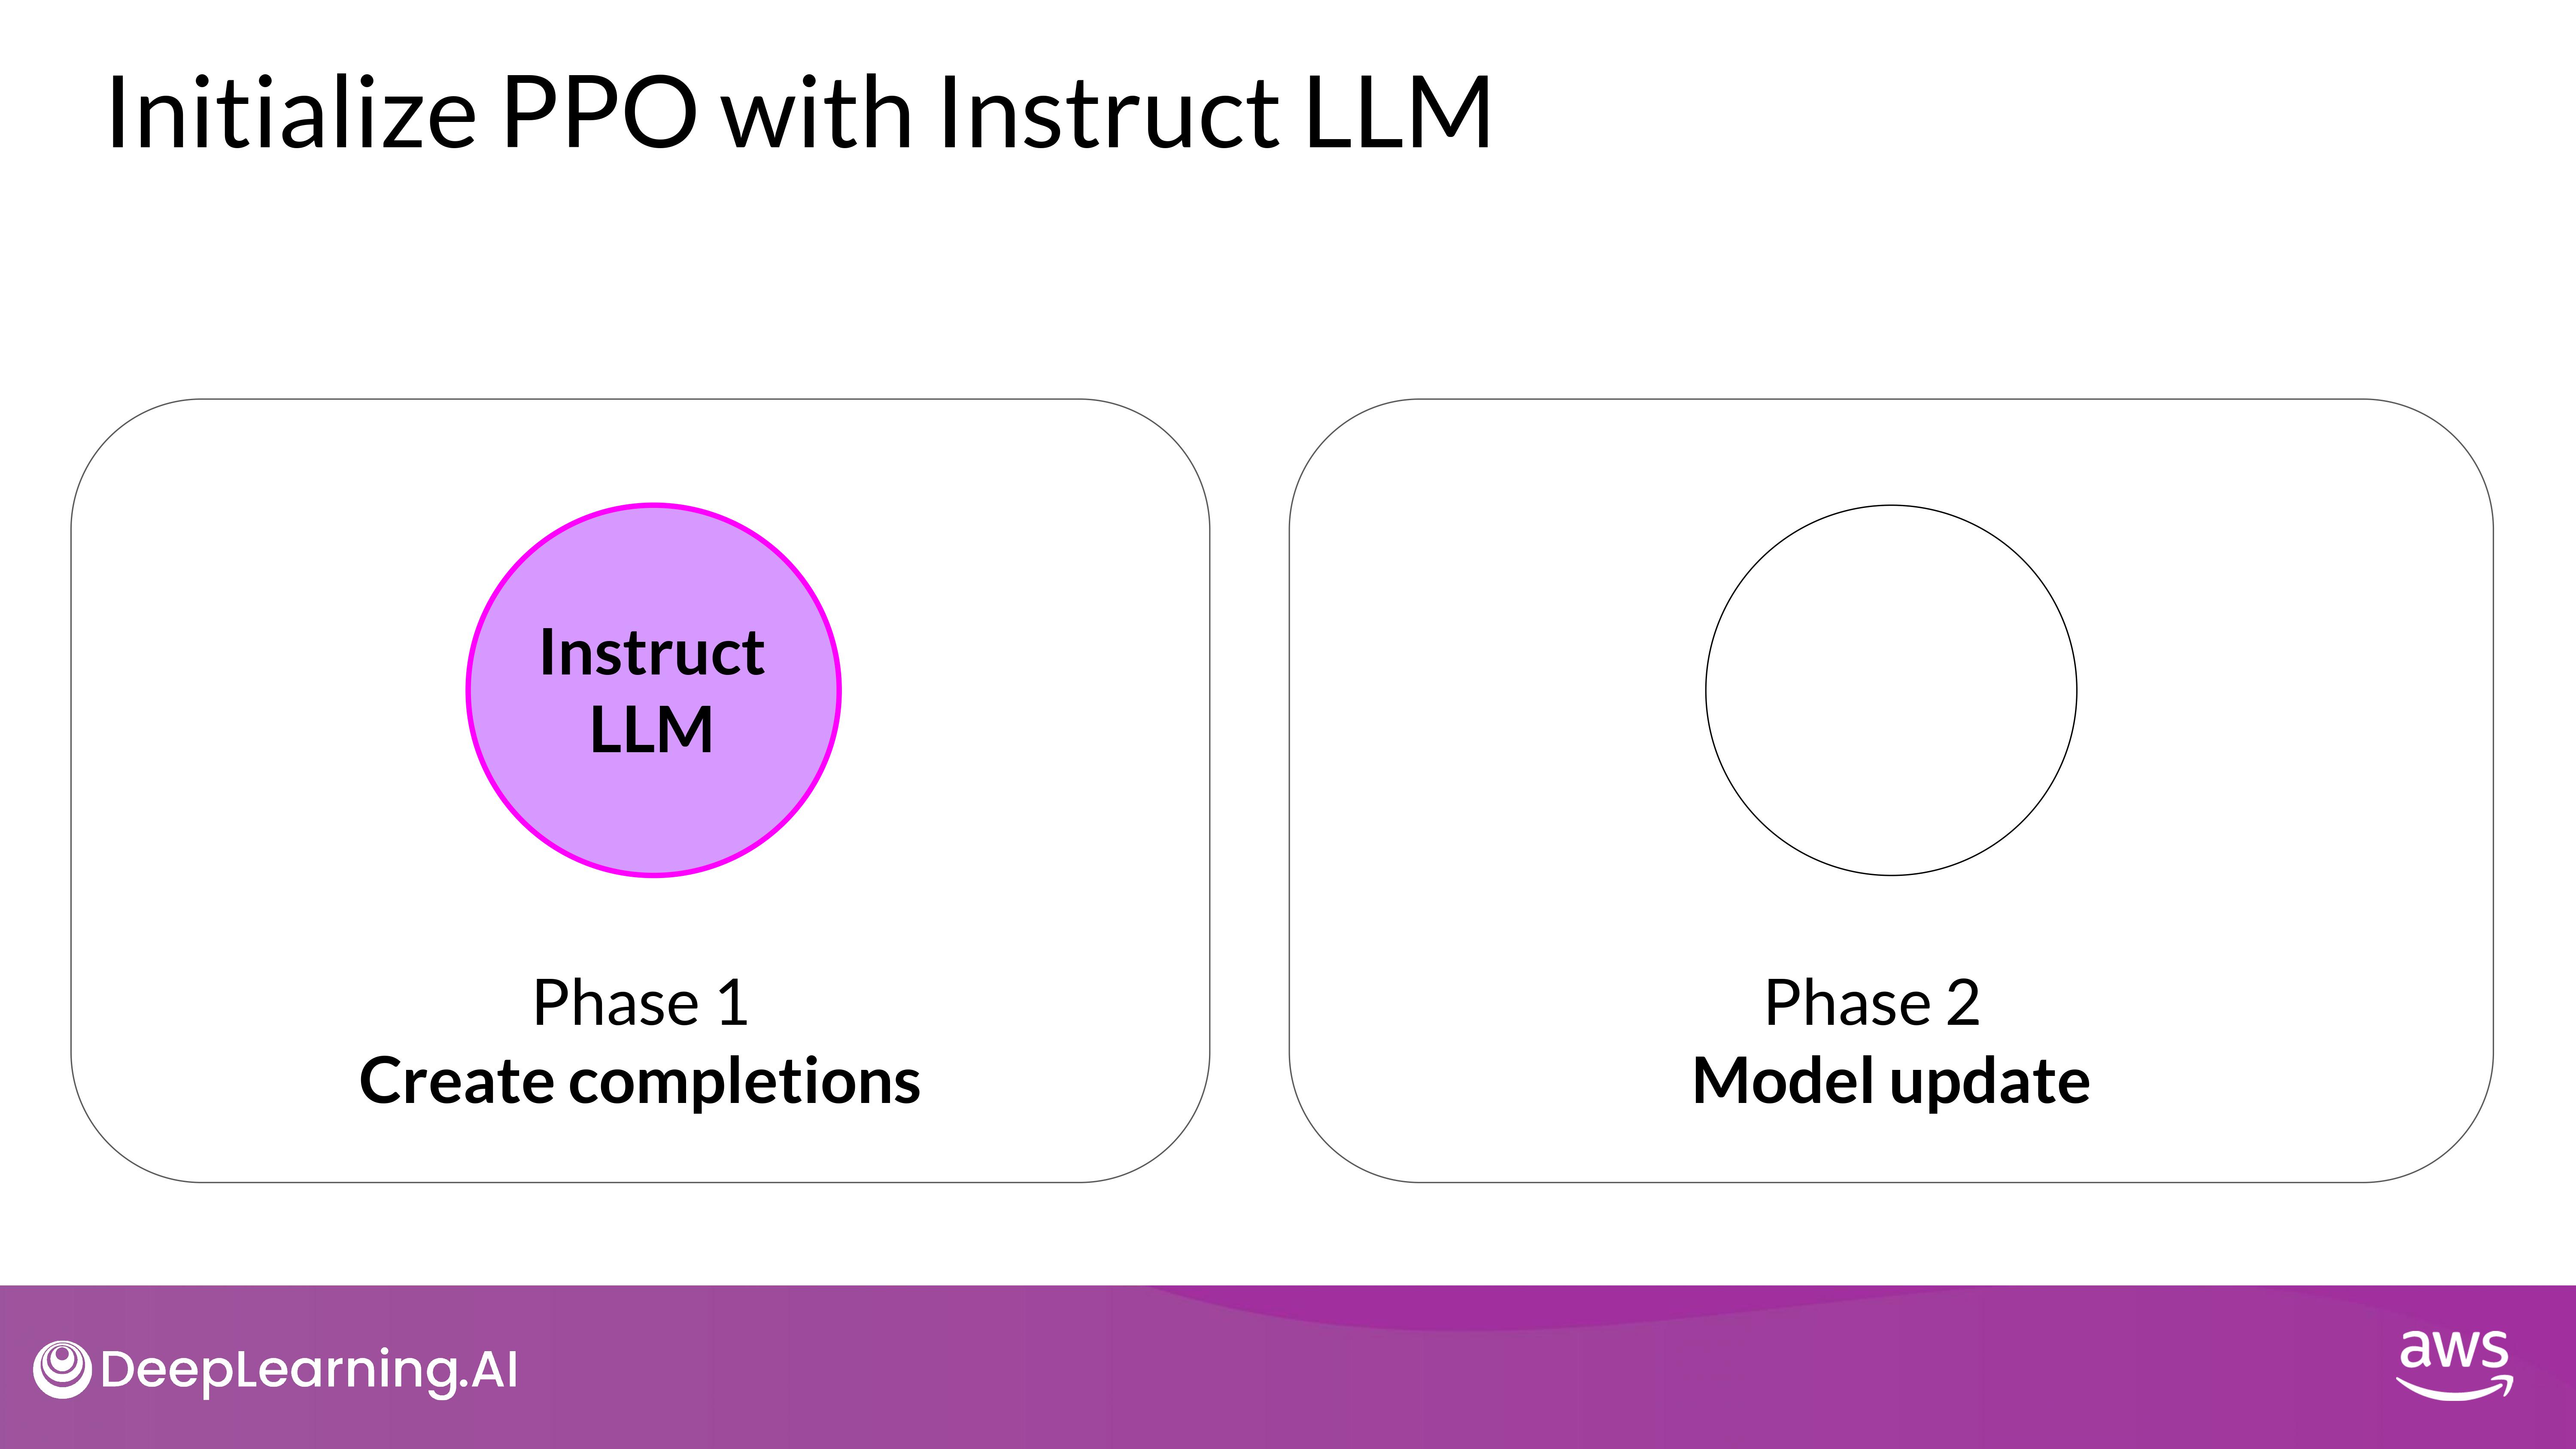 Initialize PPO with Instruct LLM
Instruct
LLM
Phase 1
Create completions
Phase 2
Model update
DeepLearning.AI
aws